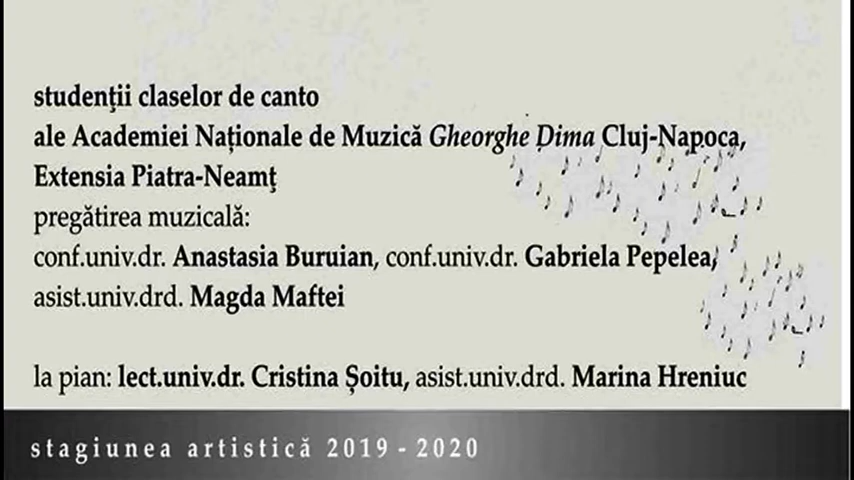 studenţii claselor de canto
ale Academiei Naționale de Muzică Gheorghe Dima Cluj-Napoca,
Extensia Piatra-Neamţ
pregătirea muzicală:
conf.univ.dr. Anastasia Buruian, conf.univ.dr. Gabriela Pepelea,
asist.univ.drd. Magda Maftei
la pian: lect.univ.dr. Cristina Șoitu, asist.univ.drd. Marina Hreniuc
stagiunea artistică 2019 - 2020